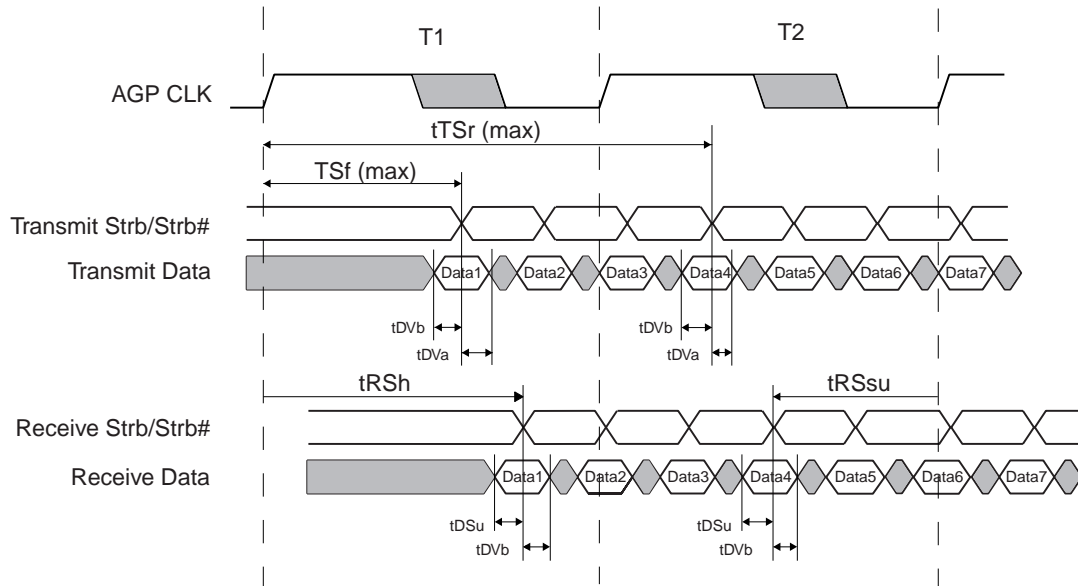 T1 T2
AGP CLK
tTSr (max)
TSf (max)
Transmit Strb/Strb#
Transmit Data Data1 Data2 Data3 Data4 Data5 Data6 Data7
tDVb tDVb
tDVa tDVa
tRSh tRSsu
Receive Strb/Strb#
Receive Data Data1 Data2 Data3 Data4 Data5 Data6 Data7
tDSu tDSu
tDVb tDVb